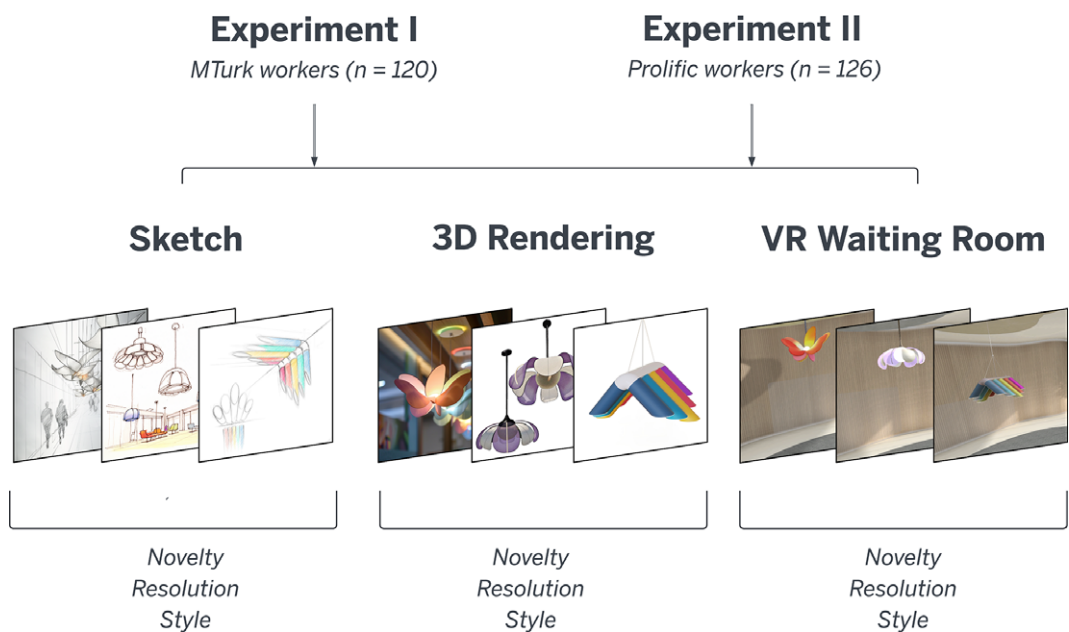 Experiment I
MTurk workers (n = 120)
Experiment II
Prolific workers (n = 126)
Sketch
3D Rendering
VR Waiting Room
Novelty
Resolution
Style
Novelty
Resolution
Style
Novelty
Resolution
Style